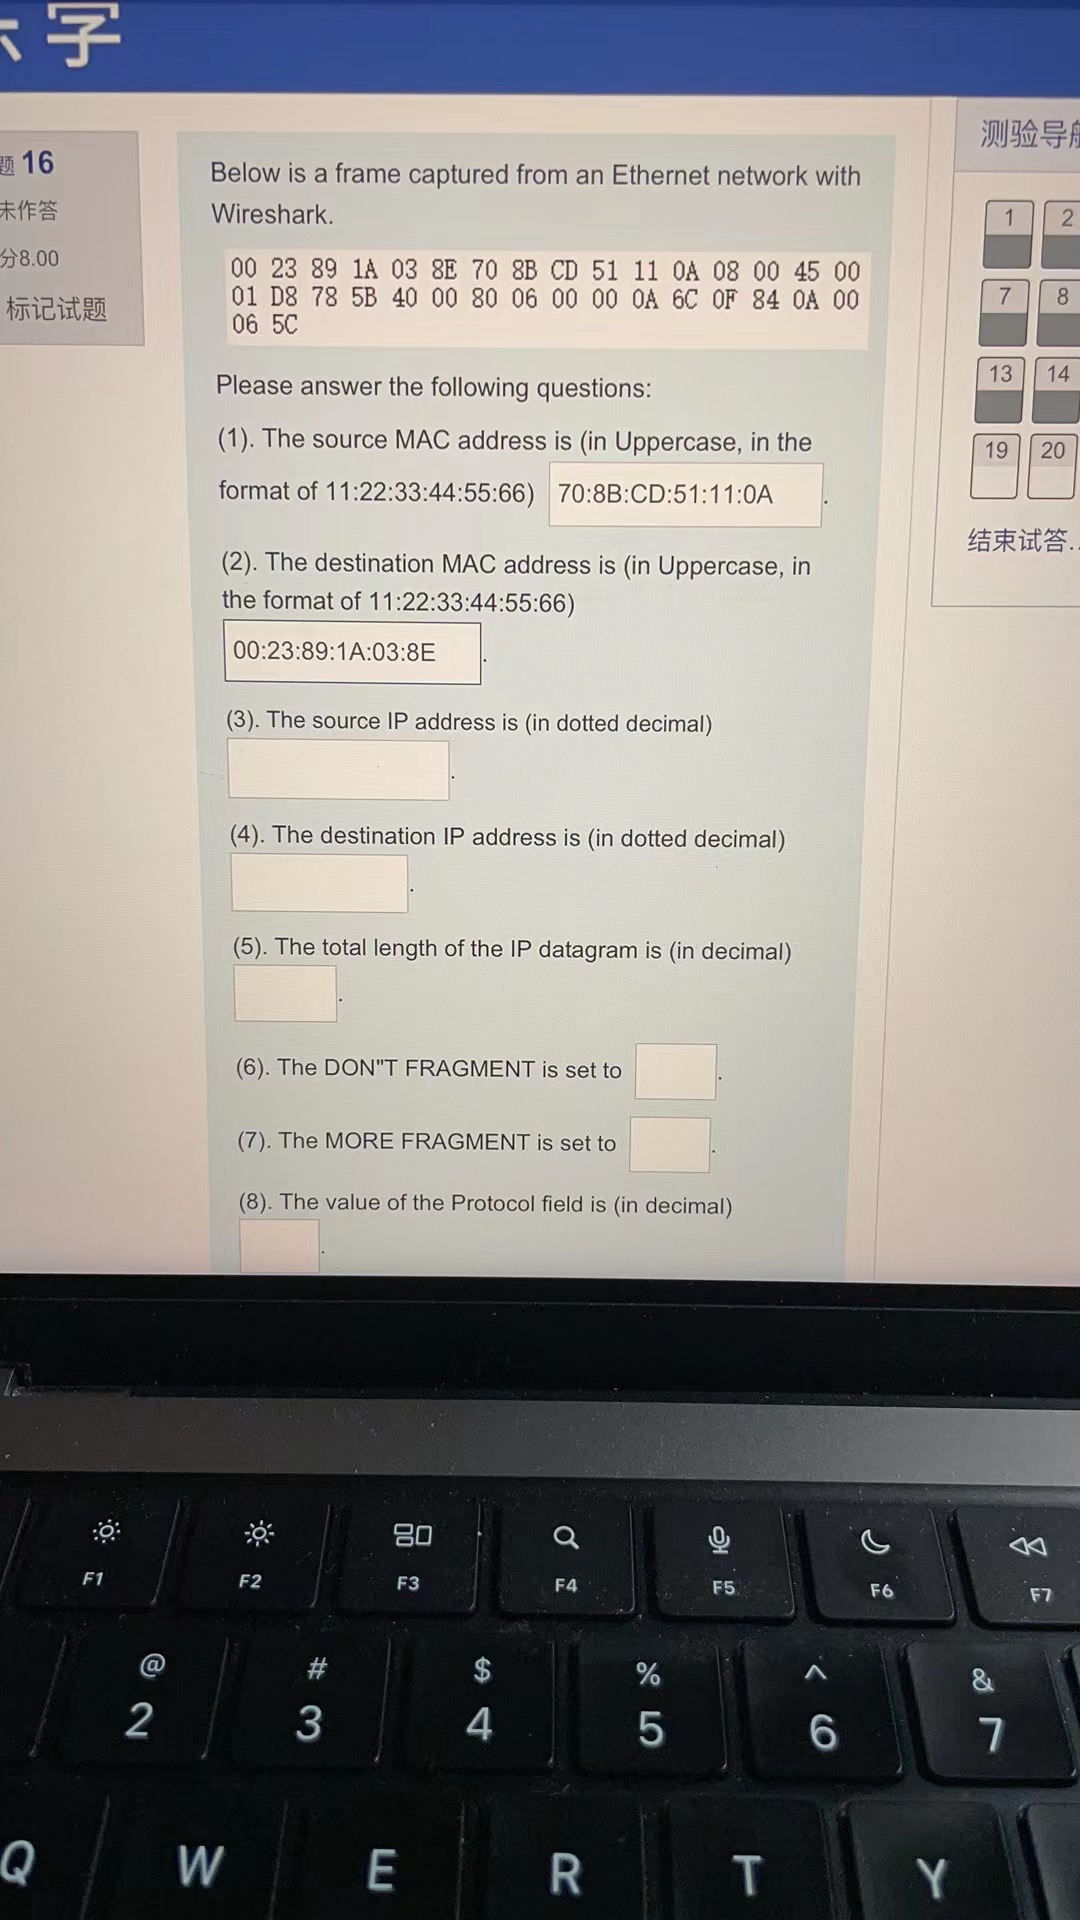 字
题 16
未作答
分8.00
标记试题
Below is a frame captured from an Ethernet network with
Wireshark.
00 23 89 1A 03 8E 70 8B CD 51 11 0A 08 00 45 00
01 D8 78 5B 40 00 80 06 00 00 0A 6C 0F 84 0A 00
06 5C
Please answer the following questions:
(1). The source MAC address is (in Uppercase, in the
format of 11:22:33:44:55:66) 70:8B:CD:51:11:0A .
(2). The destination MAC address is (in Uppercase, in
the format of 11:22:33:44:55:66)
00:23:89:1A:03:8E .
(3). The source IP address is (in dotted decimal)
.
(4). The destination IP address is (in dotted decimal)
.
(5). The total length of the IP datagram is (in decimal)
.
(6). The DON"T FRAGMENT is set to .
(7). The MORE FRAGMENT is set to .
(8). The value of the Protocol field is (in decimal)
.
测验导航
1 2
7 8
13 14
19 20
结束试答...
F1 F2 F3 F4 F5 F6 F7
@ # $ % ^ &
2 3 4 5 6 7
Q W E R T Y